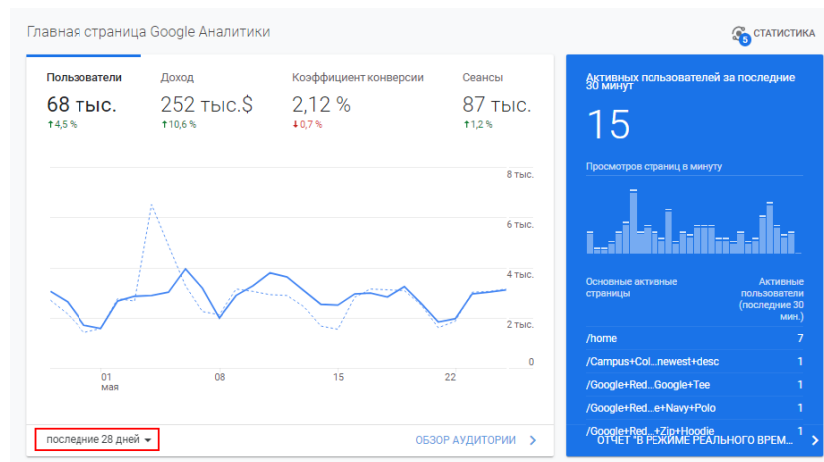 Главная страница Google Аналитики
5 СТАТИСТИКА
Пользователи Доход Коэффициент конверсии Сеансы
68 тыс. 252 тыс.$ 2,12 % 87 тыс.
↑4,5 % ↑10,6 % ↓0,7 % ↑1,2 %
8 тыс.
6 тыс.
4 тыс.
2 тыс.
0
01 08 15 22
мая
последние 28 дней
ОБЗОР АУДИТОРИИ
Активных пользователей за последние
30 минут
15
Просмотров страниц в минуту
Основные активные Активные
страницы пользователи
(последние 30
мин.)
/home 7
/Campus+Col...newest+desc 1
/Google+Red...Google+Tee 1
/Google+Red...e+Navy+Polo 1
/Google+Red...+Zip+Hoodie 1
ОТЧЕТ "В РЕЖИМЕ РЕАЛЬНОГО ВРЕМ...